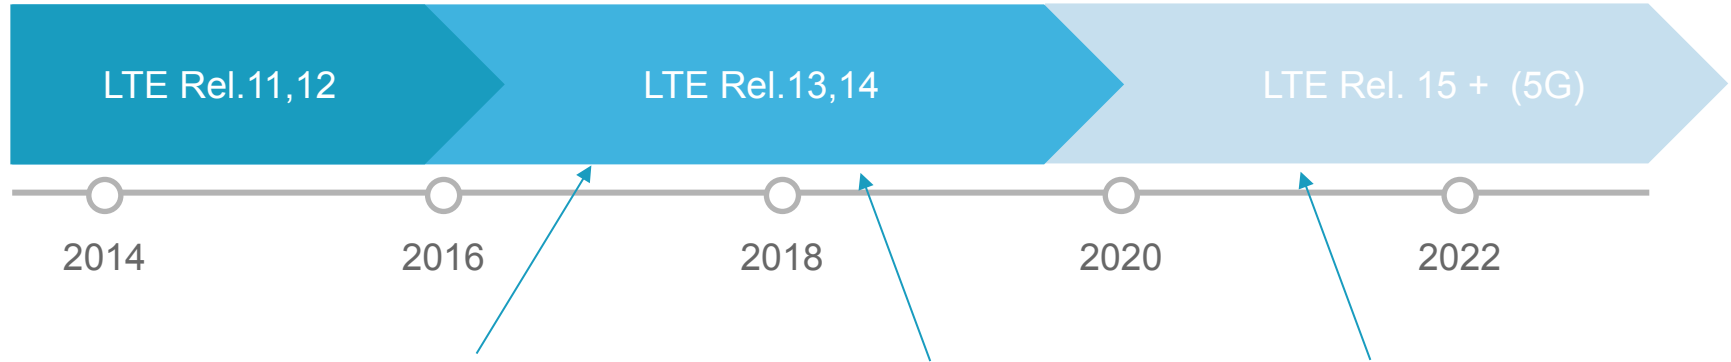 LTE Rel.11,12
LTE Rel.13,14
LTE Rel. 15 + (5G)
2014
2016
2018
2020
2022